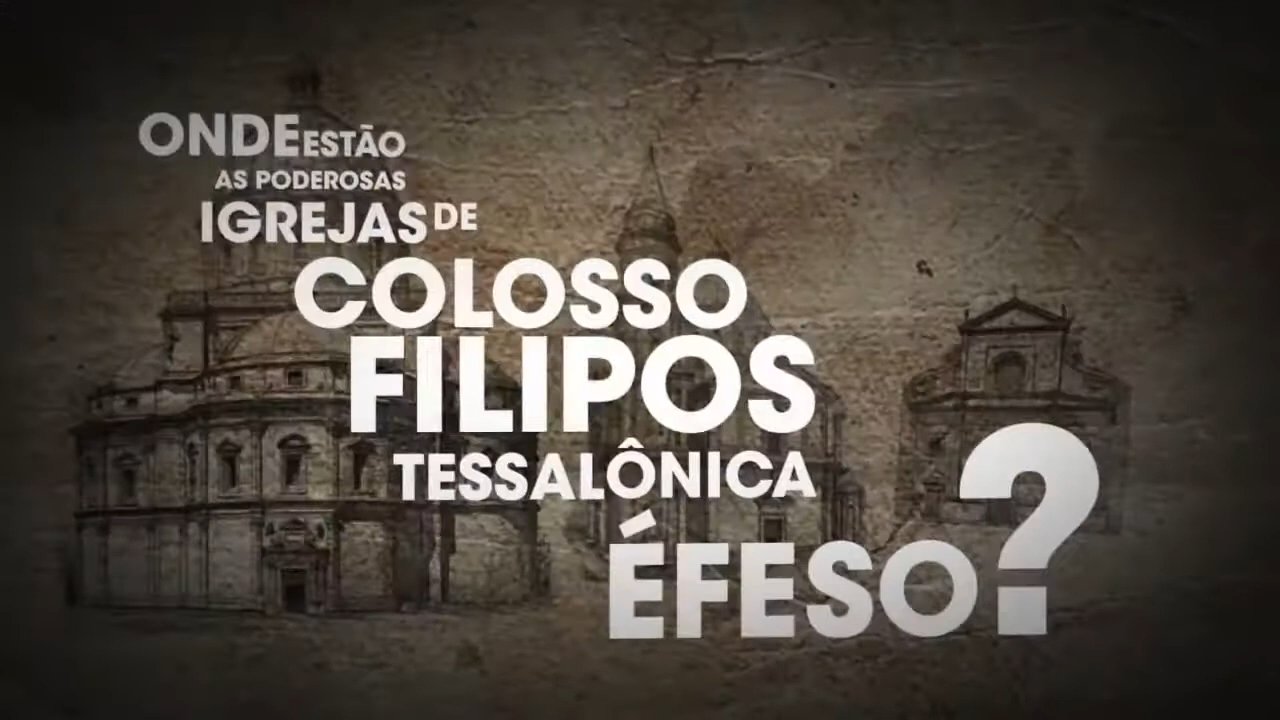 ONDE ESTÃO
AS PODEROSAS
IGREJAS DE
COLOSSO
FILIPOS
TESSALÔNICA
ÉFESO?